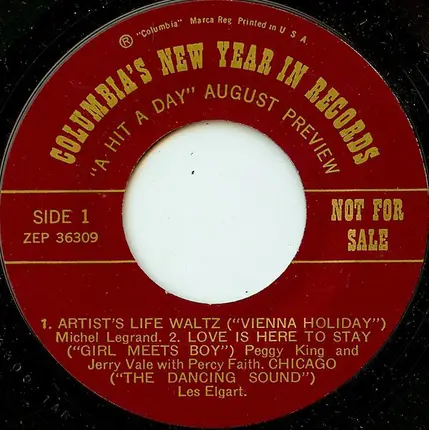 Ⓡ "Columbia" Marca Reg. Printed in U S A
COLUMBIA'S NEW YEAR IN RECORDS
"A HIT A DAY" AUGUST PREVIEW
SIDE 1
ZEP 36309
NOT FOR
SALE
1. ARTIST'S LIFE WALTZ ("VIENNA HOLIDAY")
Michel Legrand. 2. LOVE IS HERE TO STAY
("GIRL MEETS BOY") Peggy King and
Jerry Vale with Percy Faith. CHICAGO
("THE DANCING SOUND")
Les Elgart.